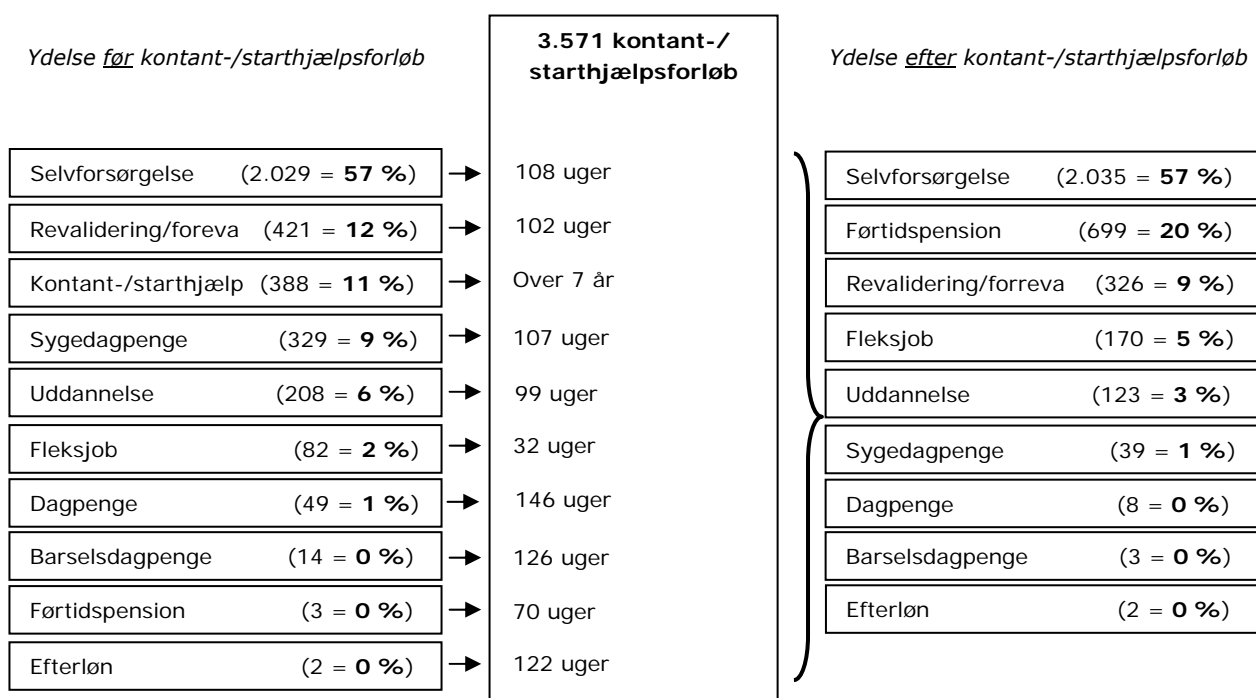 Ydelse før kontant-/starthjælpsforløb
3.571 kontant-/
starthjælpsforløb
Ydelse efter kontant-/starthjælpsforløb
Selvforsørgelse (2.029 = 57 %)
108 uger
Selvforsørgelse (2.035 = 57 %)
Revalidering/foreva (421 = 12 %)
102 uger
Førtidspension (699 = 20 %)
Kontant-/starthjælp (388 = 11 %)
Over 7 år
Revalidering/forreva (326 = 9 %)
Sygedagpenge (329 = 9 %)
107 uger
Fleksjob (170 = 5 %)
Uddannelse (208 = 6 %)
99 uger
Uddannelse (123 = 3 %)
Fleksjob (82 = 2 %)
32 uger
Sygedagpenge (39 = 1 %)
Dagpenge (49 = 1 %)
146 uger
Dagpenge (8 = 0 %)
Barselsdagpenge (14 = 0 %)
126 uger
Barselsdagpenge (3 = 0 %)
Førtidspension (3 = 0 %)
70 uger
Efterløn (2 = 0 %)
Efterløn (2 = 0 %)
122 uger